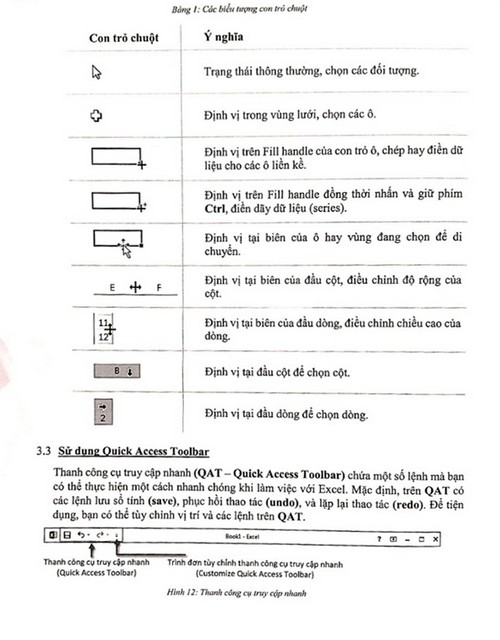 Bảng 1: Các biểu tượng con trỏ chuột
Con trỏ chuột Ý nghĩa
Trạng thái thông thường, chọn các đối tượng.
Định vị trong vùng lưới, chọn các ô.
Định vị trên Fill handle của con trỏ ô, chép hay điền dữ
liệu cho các ô liền kề.
Định vị trên Fill handle đồng thời nhấn và giữ phím
Ctrl, điền dãy dữ liệu (series).
Định vị tại biên của ô hay vùng đang chọn để di
chuyển.
E F
Định vị tại biên của đầu cột, điều chỉnh độ rộng của
cột.
11
12
Định vị tại biên của đầu dòng, điều chỉnh chiều cao của
dòng.
B
Định vị tại đầu cột để chọn cột.
2
Định vị tại đầu dòng để chọn dòng.
3.3 Sử dụng Quick Access Toolbar
Thanh công cụ truy cập nhanh (QAT – Quick Access Toolbar) chứa một số lệnh mà bạn
có thể thực hiện một cách nhanh chóng khi làm việc với Excel. Mặc định, trên QAT có
các lệnh lưu số tính (save), phục hồi thao tác (undo), và lặp lại thao tác (redo). Để tiện
dụng, bạn có thể tùy chỉnh vị trí và các lệnh trên QAT.
Book1 - Excel ?
Thanh công cụ truy cập nhanh Trình đơn tùy chỉnh thanh công cụ truy cập nhanh
(Quick Access Toolbar) (Customize Quick Access Toolbar)
Hình 12: Thanh công cụ truy cập nhanh